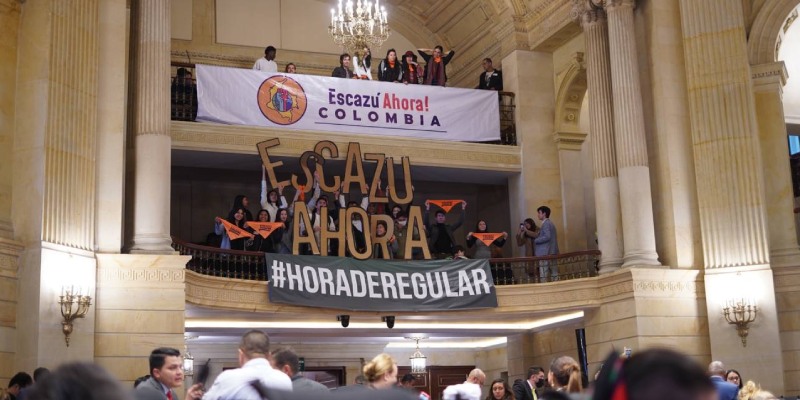 Escazú Ahora!
COLOMBIA
ESCAZU
AHORA
#HORADEREGULAR